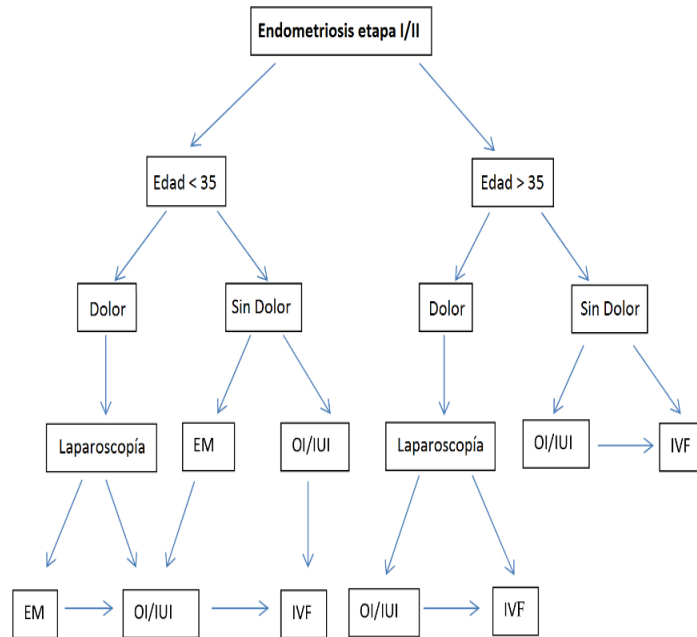 Endometriosis etapa I/II
Edad < 35
Edad > 35
Dolor
Sin Dolor
Dolor
Sin Dolor
Laparoscopía
EM
OI/IUI
Laparoscopía
OI/IUI
IVF
EM
OI/IUI
IVF
OI/IUI
IVF